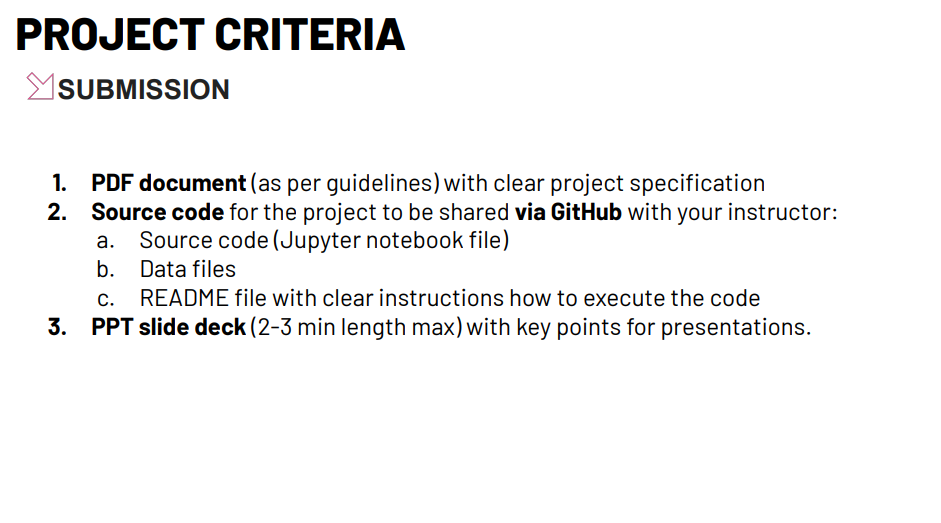 PROJECT CRITERIA
SUBMISSION
1. PDF document (as per guidelines) with clear project specification
2. Source code for the project to be shared via GitHub with your instructor:
a. Source code (Jupyter notebook file)
b. Data files
c. README file with clear instructions how to execute the code
3. PPT slide deck (2-3 min length max) with key points for presentations.